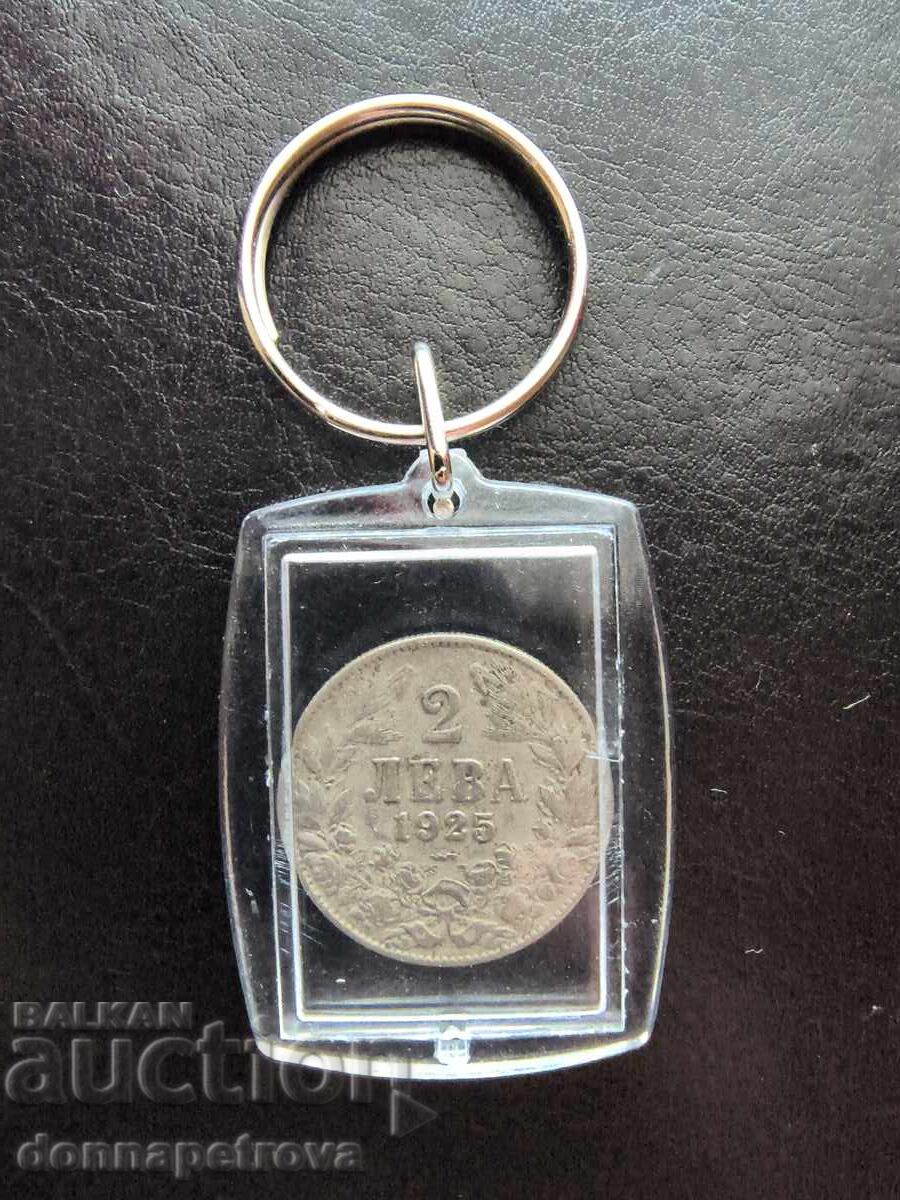 2
ЛЕВА
1925
BALKAN
auction
donnapetrova